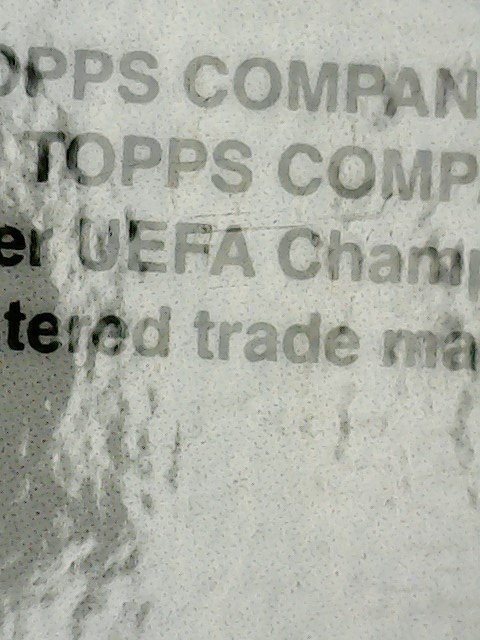 OPPS COMPAN
TOPPS COMP
er UEFA Champ
tered trade ma